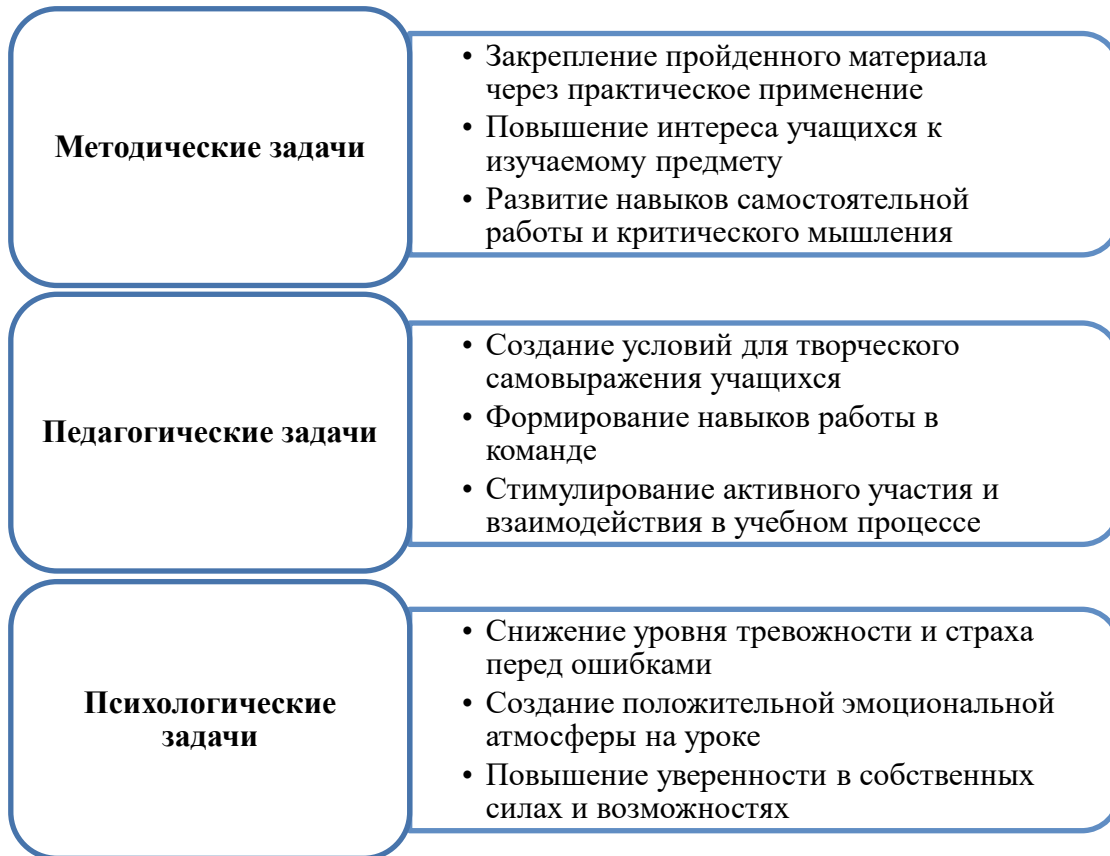 Методические задачи
• Закрепление пройденного материала
через практическое применение
• Повышение интереса учащихся к
изучаемому предмету
• Развитие навыков самостоятельной
работы и критического мышления
Педагогические задачи
• Создание условий для творческого
самовыражения учащихся
• Формирование навыков работы в
команде
• Стимулирование активного участия и
взаимодействия в учебном процессе
Психологические
задачи
• Снижение уровня тревожности и страха
перед ошибками
• Создание положительной эмоциональной
атмосферы на уроке
• Повышение уверенности в собственных
силах и возможностях